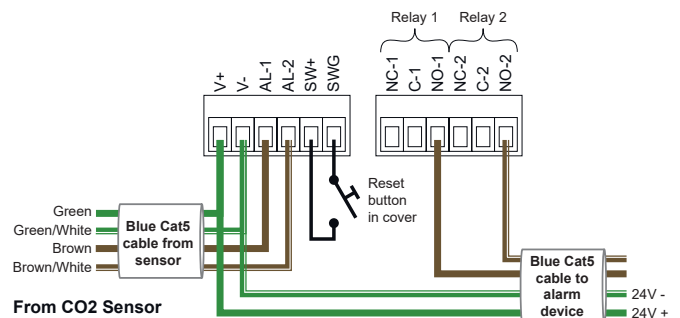 Relay 1
Relay 2
V+
V-
AL-1
AL-2
SW+
SWG
NC-1
C-1
NO-1
NC-2
C-2
NO-2
Reset
button
in cover
Green
Green/White
Brown
Brown/White
Blue Cat5
cable from
sensor
From CO2 Sensor
Blue Cat5
cable to
alarm
device
24V -
24V +